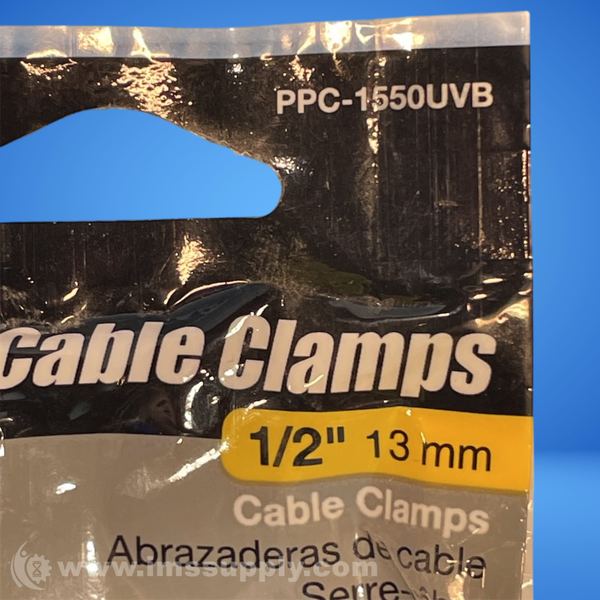 PPC-1550UVB
Cable Clamps
1/2" 13 mm
Cable Clamps
Abrazaderas de cable
www.imssupply.com